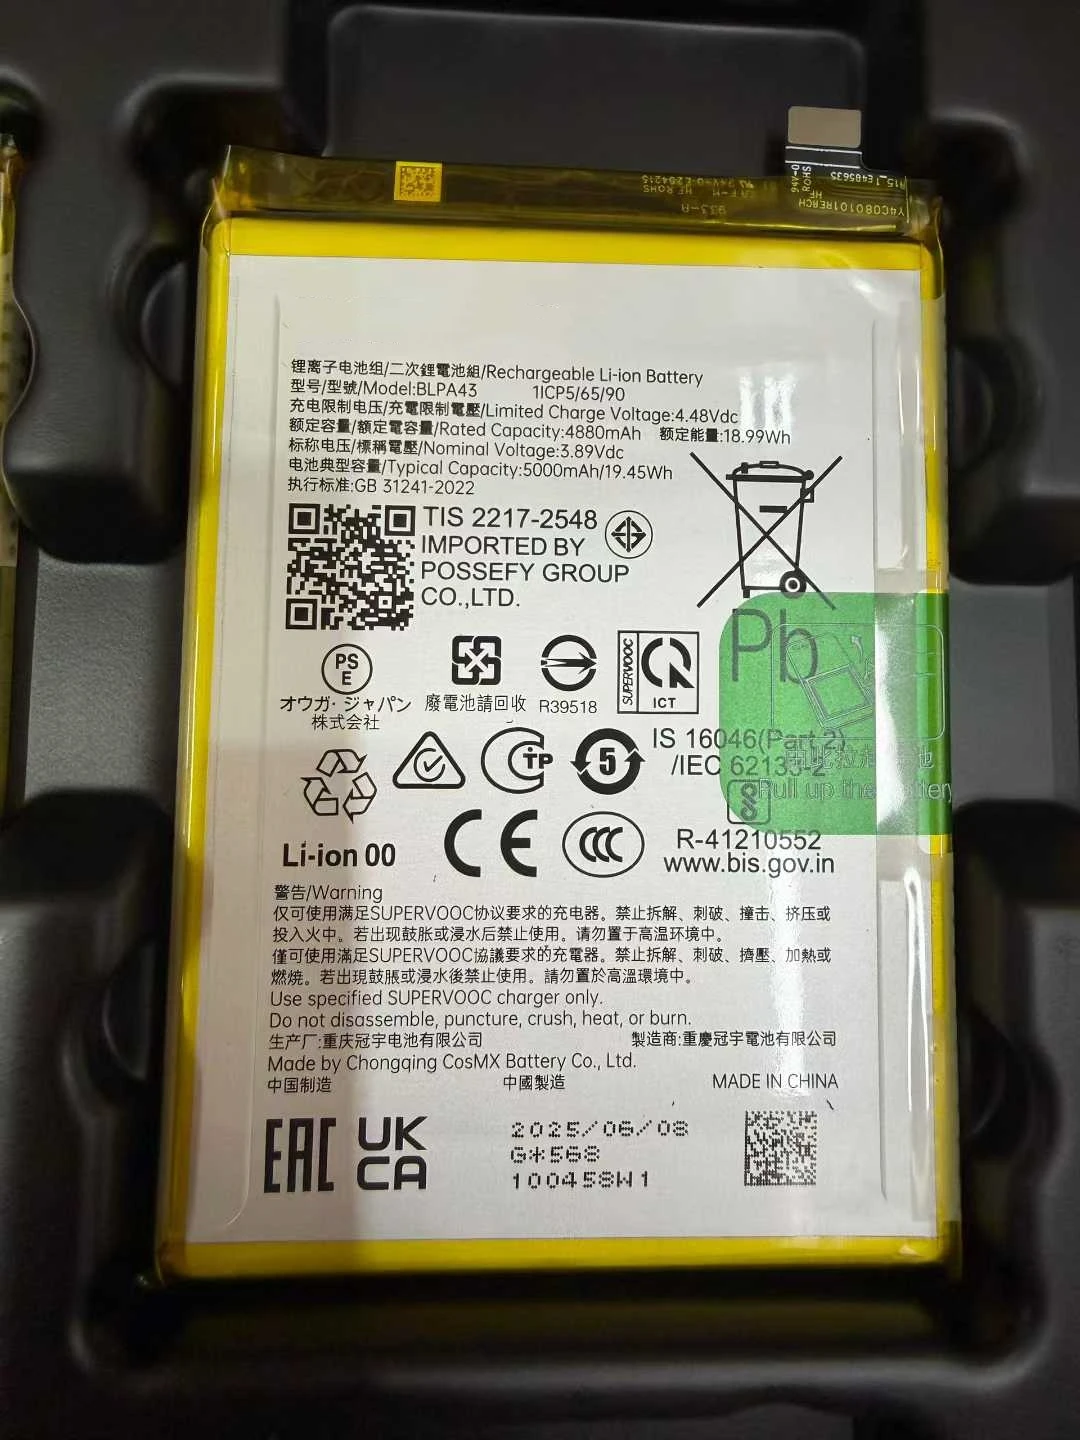 933-A
94V-0
ROHS
HF
Y4C080101RERCH
锂离子电池组/二次鋰電池組/Rechargeable Li-ion Battery
型号/型號/Model:BLPA43 1ICP5/65/90
充电限制电压/充電限制電壓/Limited Charge Voltage:4.48Vdc
额定容量/額定電容量/Rated Capacity:4880mAh 额定能量:18.99Wh
标称电压/標稱電壓/Nominal Voltage:3.89Vdc
电池典型容量/Typical Capacity:5000mAh/19.45Wh
执行标准:GB 31241-2022
TIS 2217-2548
IMPORTED BY
POSSEFY GROUP
CO.,LTD.
Pb
PS
E
オウガ・ジャパン
株式会社
廢電池請回收
R39518
SUPERVOOC
ICT
TP
5
IS 16046(Part 2)
/IEC 62133-2
Pull up the battery
R-41210552
www.bis.gov.in
Li-ion 00
CE
CCC
警告/Warning
仅可使用满足SUPERVOOC协议要求的充电器。禁止拆解、刺破、撞击、挤压或
投入火中。若出现鼓胀或浸水后禁止使用。请勿置于高温环境中。
僅可使用滿足SUPERVOOC協議要求的充電器。禁止拆解、刺破、擠壓、加熱或
燃燒。若出現鼓脹或浸水後禁止使用。請勿置於高溫環境中。
Use specified SUPERVOOC charger only.
Do not disassemble, puncture, crush, heat, or burn.
生产厂:重庆冠宇电池有限公司 製造商:重慶冠宇電池有限公司
Made by Chongqing CosMX Battery Co., Ltd.
中国制造 中國製造 MADE IN CHINA
EAC
UK
CA
2025/06/08
G*568
100458W1